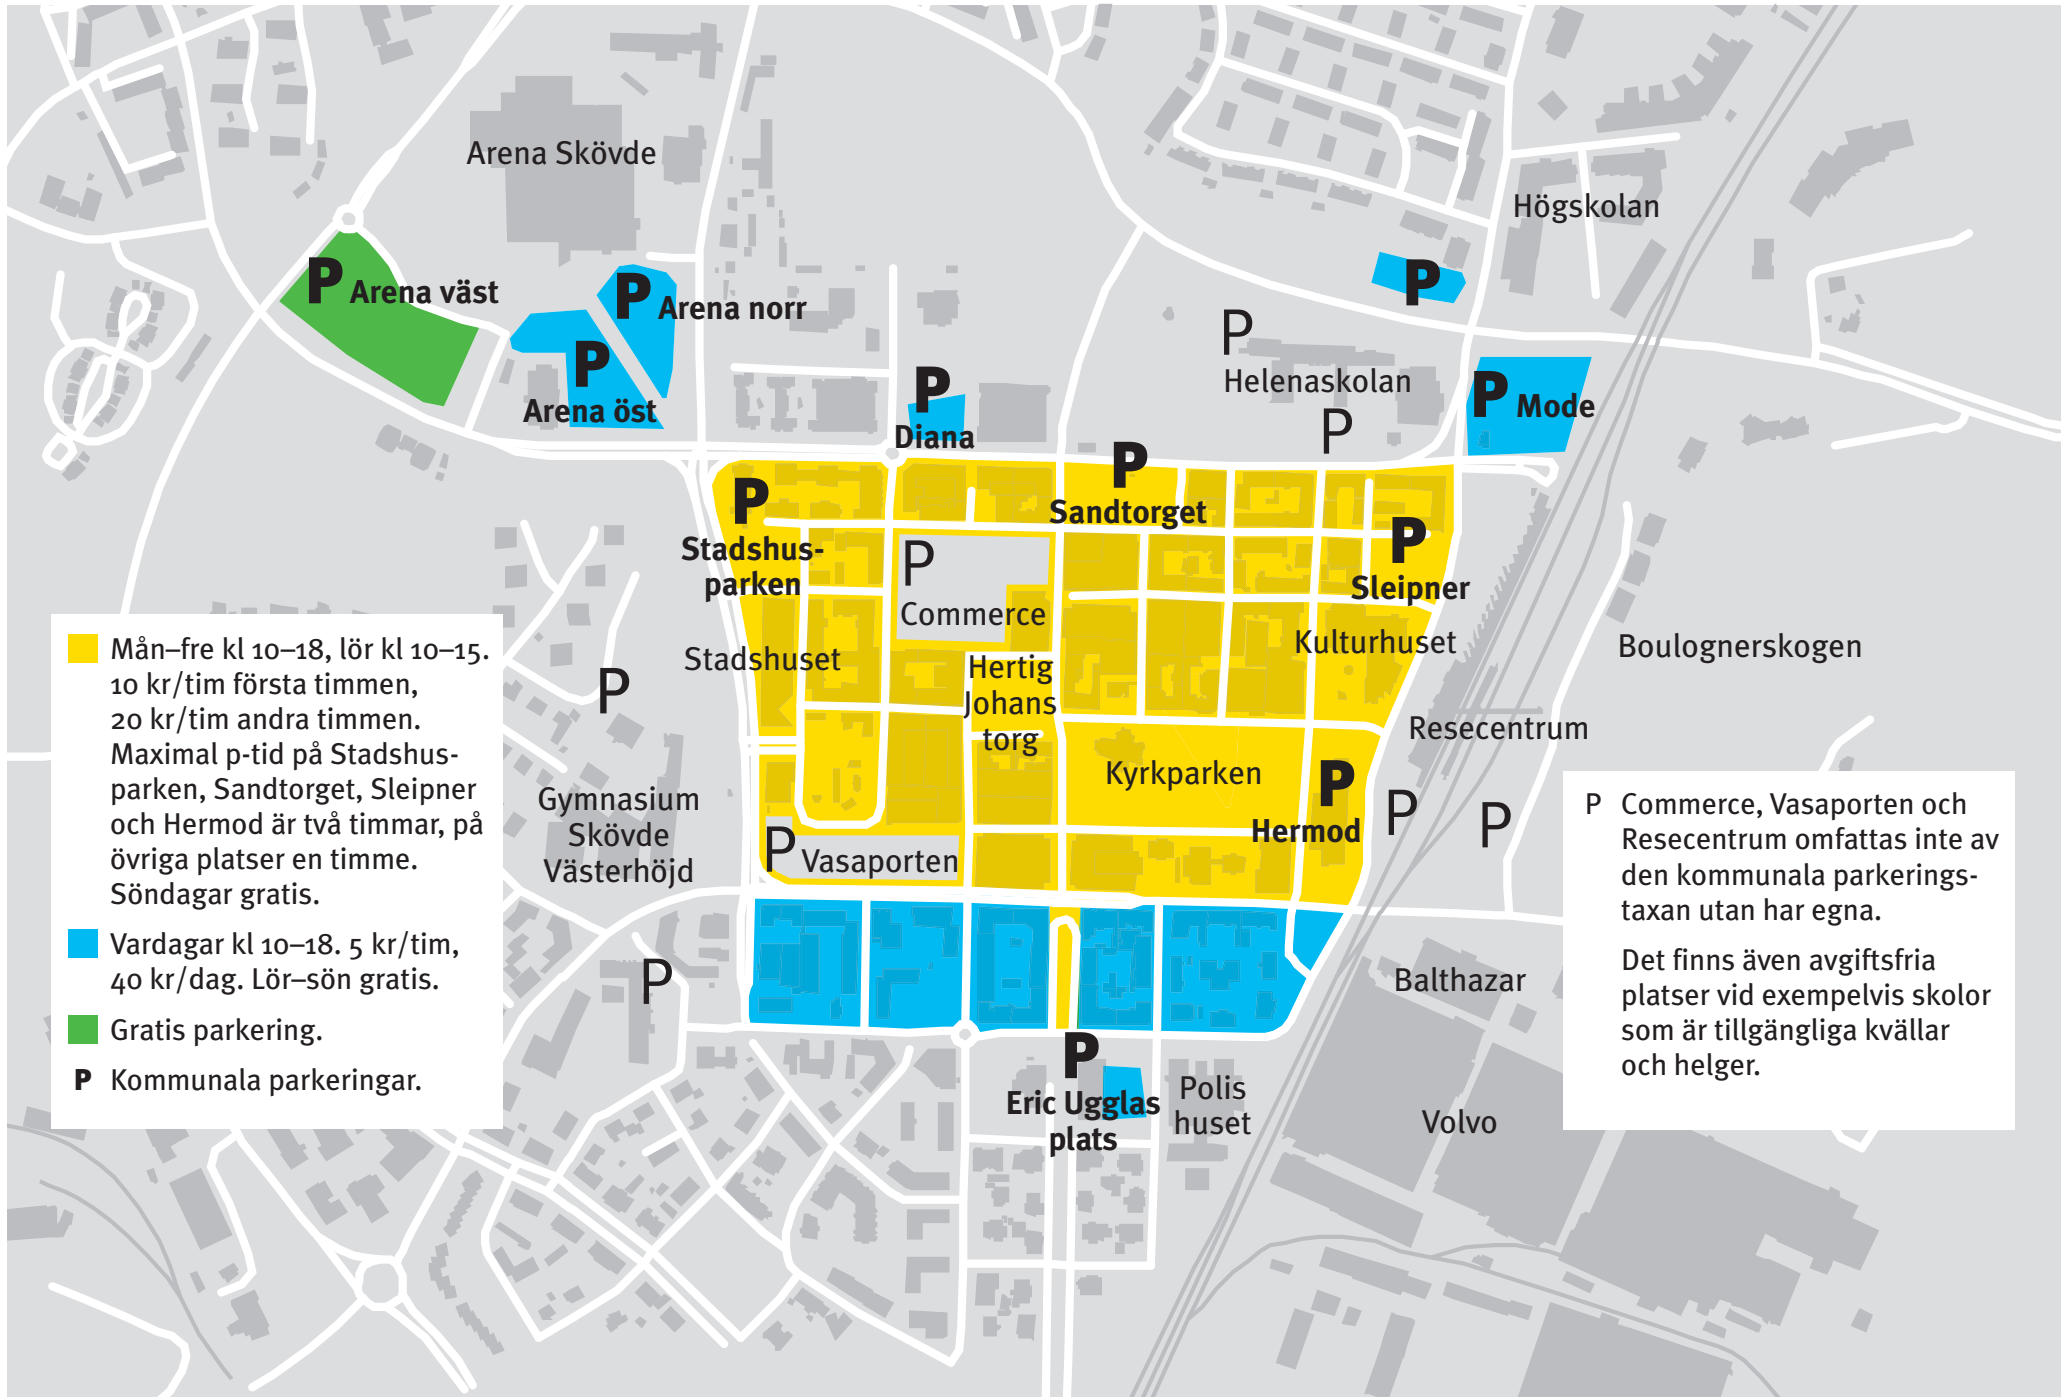 Arena Skövde
Högskolan
P Arena väst
P Arena norr
P
P
Arena öst
P
Helenaskolan
P
P Mode
P
Diana
P
Sandtorget
P
Stadshus-
parken
P
Commerce
P
Sleipner
Kulturhuset
Stadshuset
Hertig
Johans
torg
Boulognerskogen
Resecentrum
P
Kyrkparken
P
Hermod
P
P
Gymnasium
Skövde
Västerhöjd
P Vasaporten
P
Balthazar
P
Eric Ugglas
plats
Polis
huset
Volvo
Mån–fre kl 10–18, lör kl 10–15.
10 kr/tim första timmen,
20 kr/tim andra timmen.
Maximal p-tid på Stadshus-
parken, Sandtorget, Sleipner
och Hermod är två timmar, på
övriga platser en timme.
Söndagar gratis.
Vardagar kl 10–18. 5 kr/tim,
40 kr/dag. Lör–sön gratis.
Gratis parkering.
P Kommunala parkeringar.
P Commerce, Vasaporten och
Resecentrum omfattas inte av
den kommunala parkerings-
taxan utan har egna.
Det finns även avgiftsfria
platser vid exempelvis skolor
som är tillgängliga kvällar
och helger.